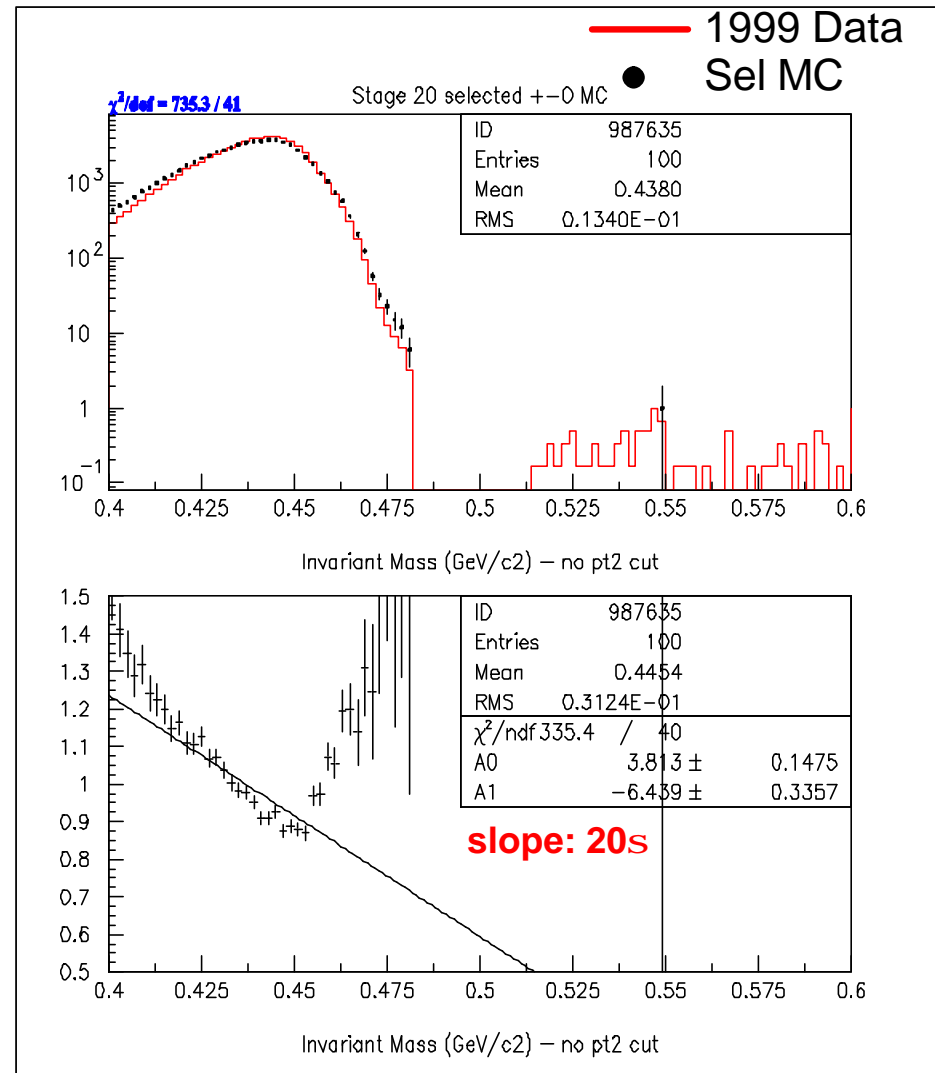 1999 Data
Sel MC
χ²/dof = 735.3 / 41
Stage 20 selected +−0 MC
ID 987635
Entries 100
Mean 0.4380
RMS 0.1340E−01
10³
10²
10
1
10⁻¹
0.4 0.425 0.45 0.475 0.5 0.525 0.55 0.575 0.6
Invariant Mass (GeV/c2) − no pt2 cut
ID 987635
Entries 100
Mean 0.4454
RMS 0.3124E−01
χ²/ndf 335.4 / 40
A0 3.813 ± 0.1475
A1 −6.439 ± 0.3357
slope: 20s
1.5
1.4
1.3
1.2
1.1
1
0.9
0.8
0.7
0.6
0.5
0.4 0.425 0.45 0.475 0.5 0.525 0.55 0.575 0.6
Invariant Mass (GeV/c2) − no pt2 cut